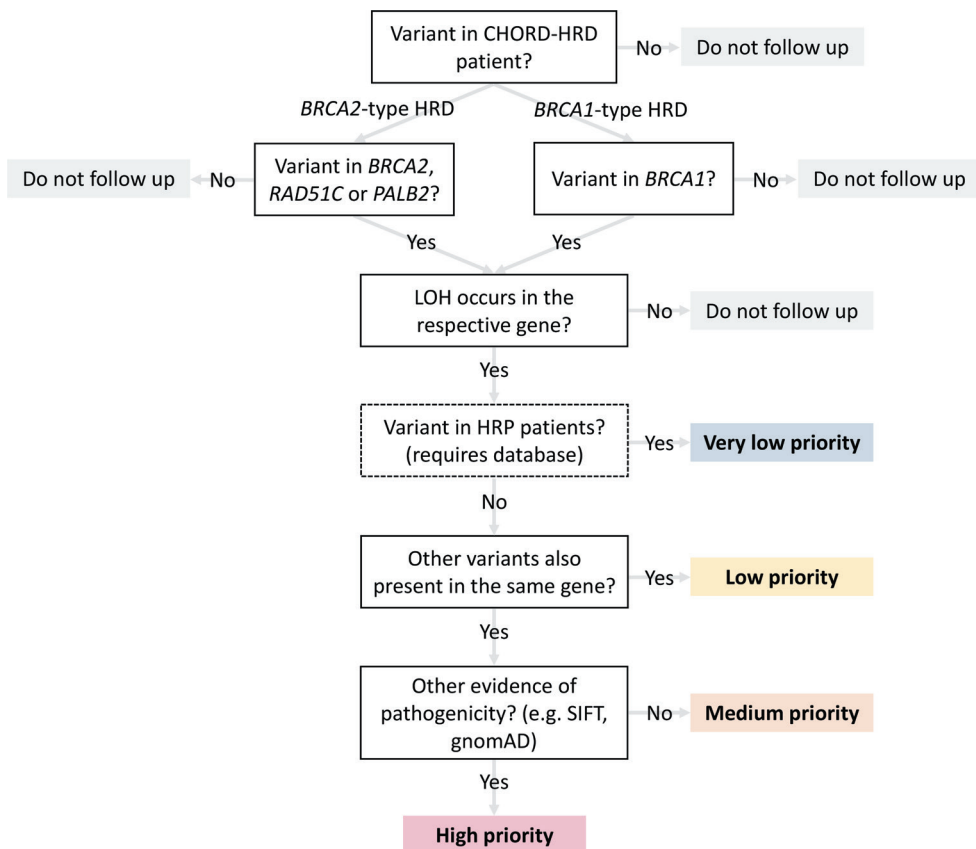 Variant in CHORD-HRD
patient?
No
Do not follow up
BRCA2-type HRD
BRCA1-type HRD
Do not follow up
No
Variant in BRCA2,
RAD51C or PALB2?
Variant in BRCA1?
No
Do not follow up
Yes
Yes
LOH occurs in the
respective gene?
No
Do not follow up
Yes
Variant in HRP patients?
(requires database)
Yes
Very low priority
No
Other variants also
present in the same gene?
Yes
Low priority
Yes
Other evidence of
pathogenicity? (e.g. SIFT,
gnomAD)
No
Medium priority
Yes
High priority